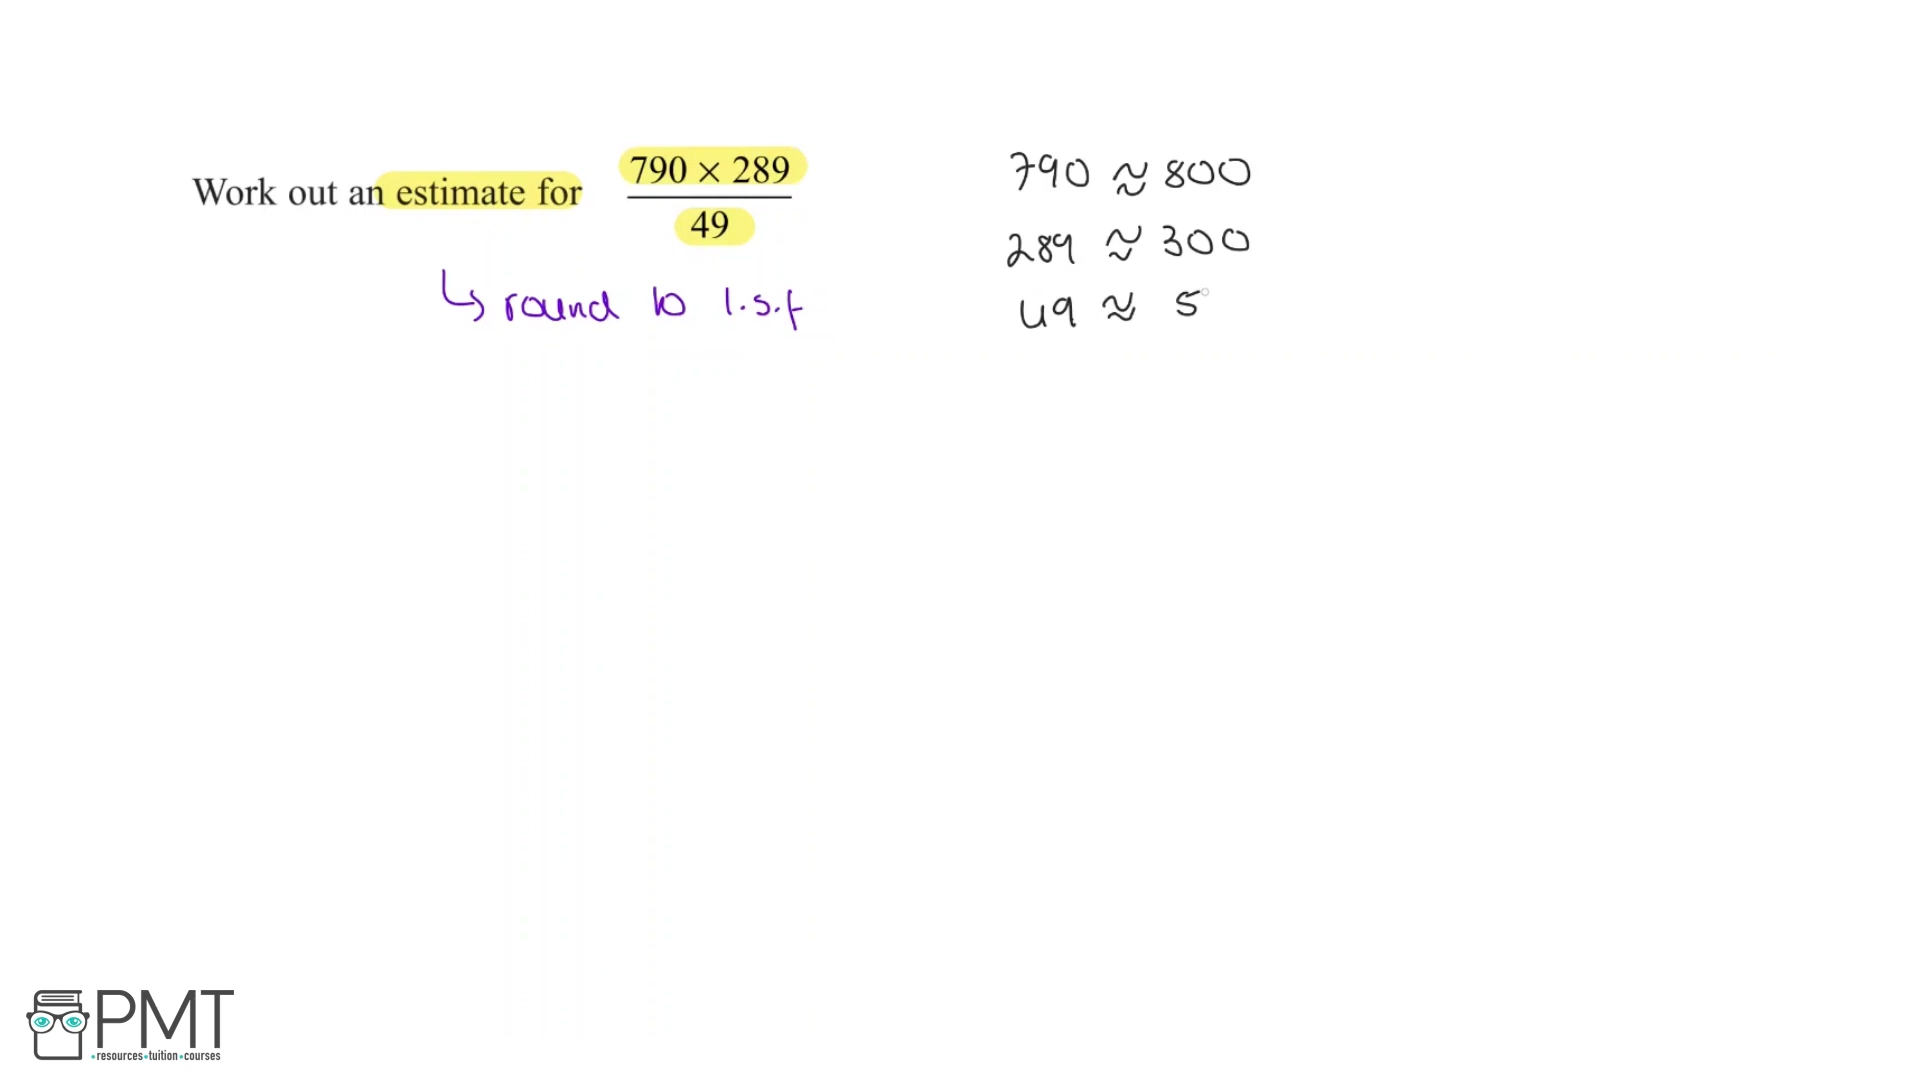 Work out an estimate for 790 × 289
49
↳ round to 1.s.f
790 ≈ 800
289 ≈ 300
49 ≈ 5
PMT
•resources•tuition•courses